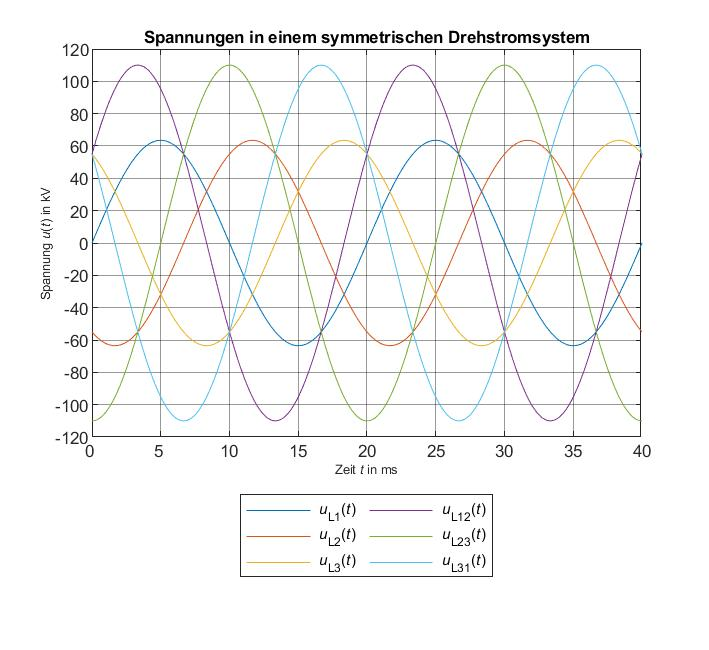 Spannungen in einem symmetrischen Drehstromsystem
120
100
80
60
40
20
0
-20
-40
-60
-80
-100
-120
Spannung u(t) in kV
0 5 10 15 20 25 30 35 40
Zeit t in ms
uL1(t) uL12(t)
uL2(t) uL23(t)
uL3(t) uL31(t)